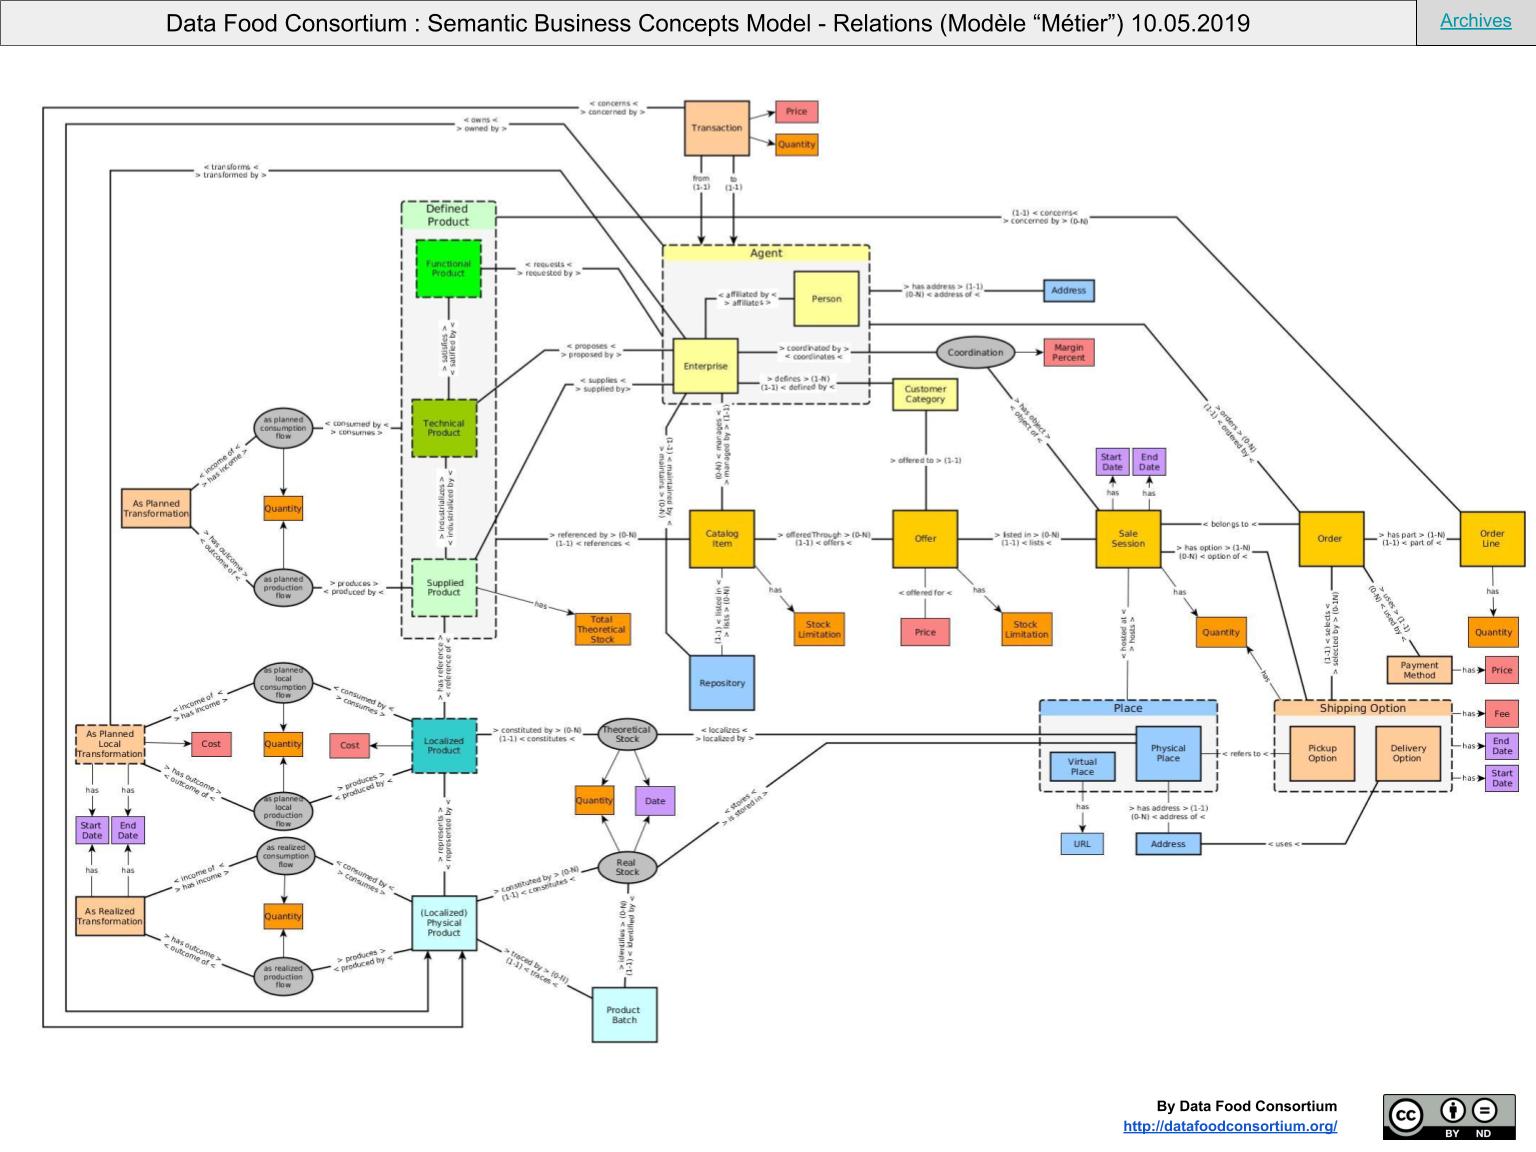 Data Food Consortium : Semantic Business Concepts Model - Relations (Modèle “Métier”) 10.05.2019
Archives
< concerns <
> concerned by >
Transaction
Price
Quantity
< owns <
> owned by >
from
(1-1)
to
(1-1)
< transforms <
> transformed by >
Defined
Product
(1-1) < concerns<
> concerned by > (0-N)
Functional
Product
< requests <
> requested by >
Agent
< affiliated by <
> affiliates >
Person
> has address > (1-1)
(0-N) < address of <
Address
< satisfies <
> satified by >
< proposes <
> proposed by >
Enterprise
> coordinated by >
< coordinates <
Coordination
Margin
Percent
< supplies <
> supplied by>
> defines > (1-N)
(1-1) < defined by <
Customer
Category
> has object >
< object of <
> orders > (0-N)
(1-1) < ordered by <
as planned
consumption
flow
< consumed by <
> consumes >
Technical
Product
(0-N) < manages <
> managed by > (1-1)
(1-1) < maintained by <
> maintains > (0-N)
< income of <
> has income >
> offered to > (1-1)
Start
Date
End
Date
has
has
As Planned
Transformation
Quantity
> industrializes >
< industrialized by <
> has outcome >
< outcome of <
> referenced by > (0-N)
(1-1) < references <
Catalog
Item
> offeredThrough > (0-N)
(1-1) < offers <
Offer
> listed in > (0-N)
(1-1) < lists <
Sale
Session
< belongs to <
Order
> has part > (1-N)
(1-1) < part of <
Order
Line
> has option > (1-N)
(0-N) < option of <
as planned
production
flow
> produces >
< produced by <
Supplied
Product
has
Total
Theoretical
Stock
(1-1) < listed in <
> lists > (0-N)
has
Stock
Limitation
< offered for <
Price
has
Stock
Limitation
< hosted at <
> hosts >
has
Quantity
(1-1) < selects <
> selected by > (0-1N)
> uses > (1-1)
(0-N) < used by <
has
Quantity
> has reference >
< reference of <
Repository
has
Payment
Method
has
Price
as planned
local
consumption
flow
< income of <
> has income >
< consumed by <
> consumes >
As Planned
Local
Transformation
Cost
Quantity
Cost
Localized
Product
> constituted by > (0-N)
(1-1) < constitutes <
Theoretical
Stock
< localizes <
> localized by >
Place
Virtual
Place
Physical
Place
< refers to <
Shipping Option
Pickup
Option
Delivery
Option
has
Fee
has
End
Date
has
Start
Date
> has outcome >
< outcome of <
> produces >
< produced by <
as planned
local
production
flow
has
has
Start
Date
End
Date
has
has
Quantity
Date
< stores <
> is stored in >
has
URL
> has address > (1-1)
(0-N) < address of <
Address
< uses <
> represents >
< represented by <
as realized
consumption
flow
< income of <
> has income >
< consumed by <
> consumes >
Real
Stock
> constituted by > (0-N)
(1-1) < constitutes <
As Realized
Transformation
Quantity
(Localized)
Physical
Product
> has outcome >
< outcome of <
> produces >
< produced by <
as realized
production
flow
> traced by > (0-N)
(1-1) < traces <
> identifies > (0-N)
(1-1) < identified by <
Product
Batch
By Data Food Consortium
http://datafoodconsortium.org/
cc
BY ND